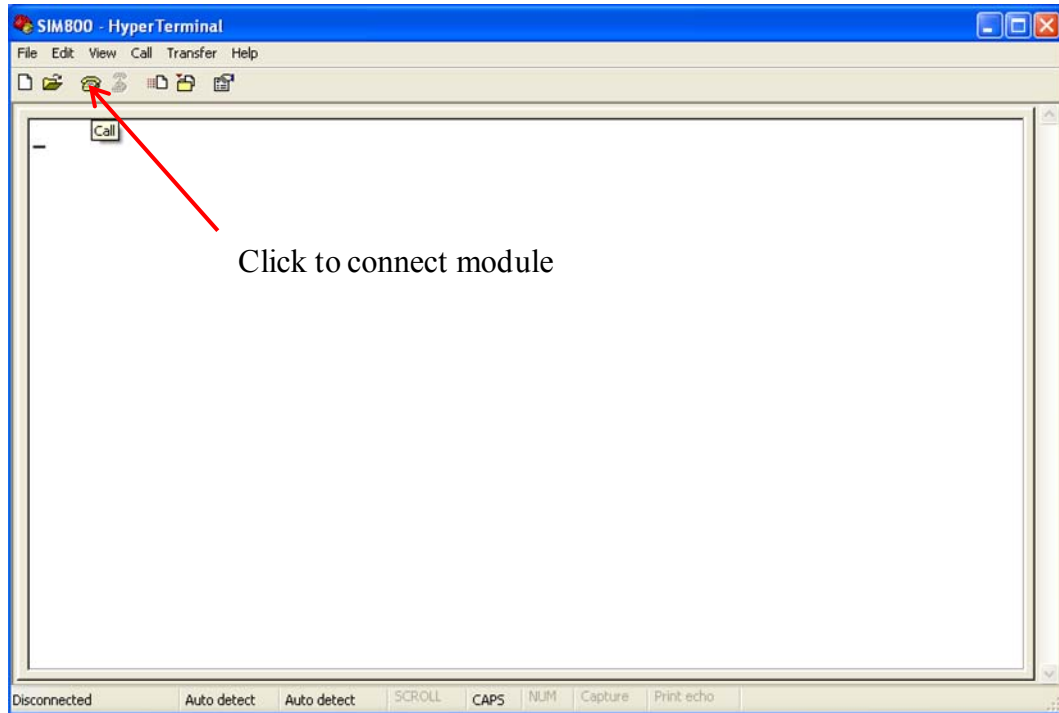 SIM800 - HyperTerminal
File Edit View Call Transfer Help
Call
Click to connect module
Disconnected Auto detect Auto detect SCROLL CAPS NUM Capture Print echo